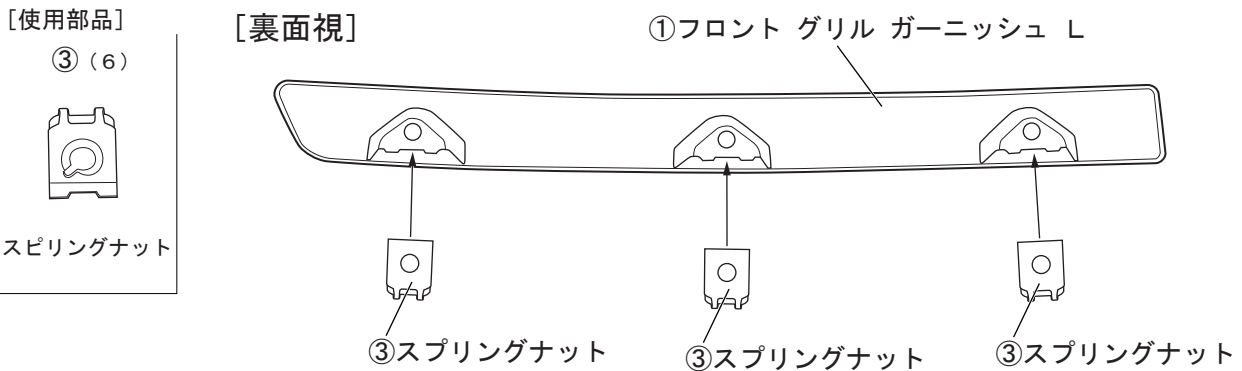 [使用部品]
③(6)
スピリングナット
[裏面視]
①フロント グリル ガーニッシュ L
③スプリングナット
③スプリングナット
③スプリングナット